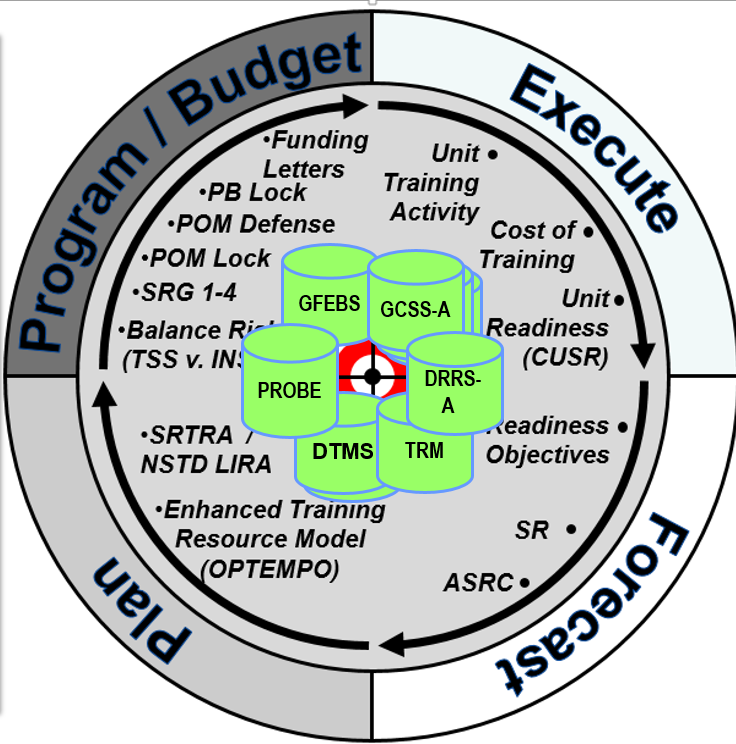 Program / Budget
Execute
Forecast
Plan
•Funding
Letters
•PB Lock
•POM Defense
•POM Lock
•SRG 1-4
•Balance
(TSS v.
Unit •
Training
Activity
Cost of •
Training
Unit •
Readiness
(CUSR)
Readiness •
Objectives
SR •
ASRC •
•SRTRA /
NSTD LIRA
•Enhanced Training
Resource Model
(OPTEMPO)
GFEBS
GCSS-A
PROBE
DRRS-
A
DTMS
TRM